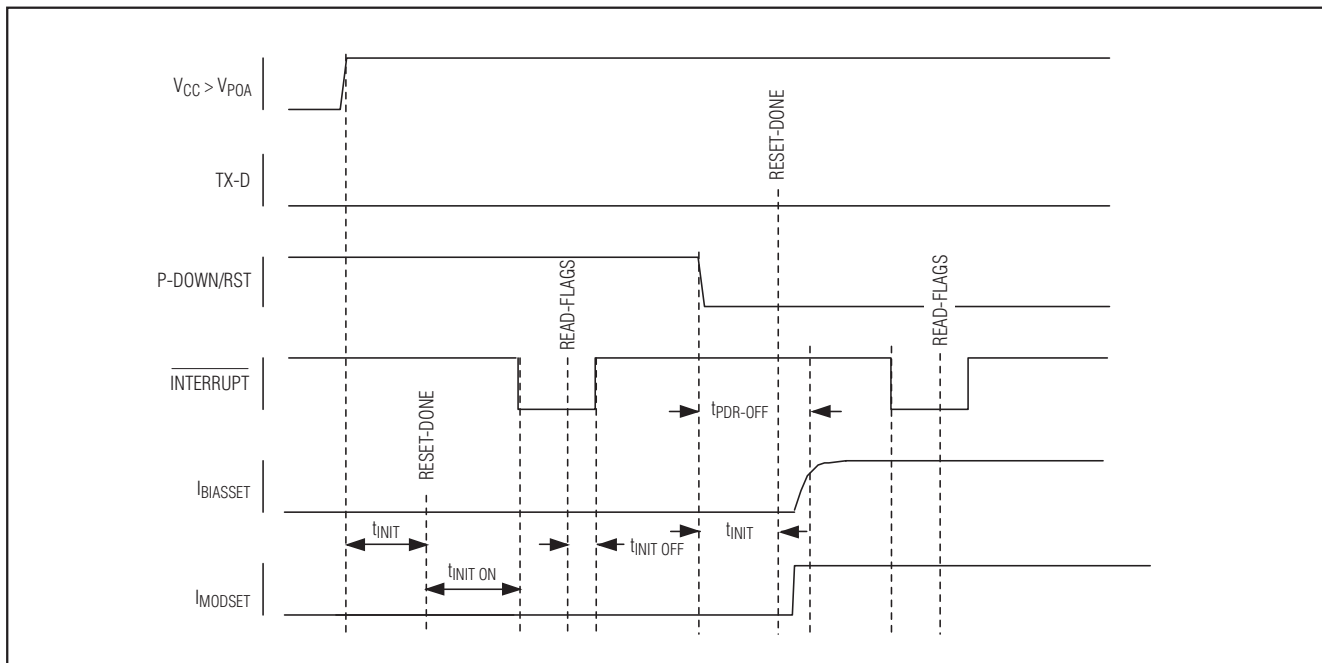 VCC > VPOA
TX-D
P-DOWN/RST
INTERRUPT
IBIASSET
IMODSET
RESET-DONE
READ-FLAGS
RESET-DONE
READ-FLAGS
tPDR-OFF
tINIT
tINIT ON
tINIT OFF
tINIT